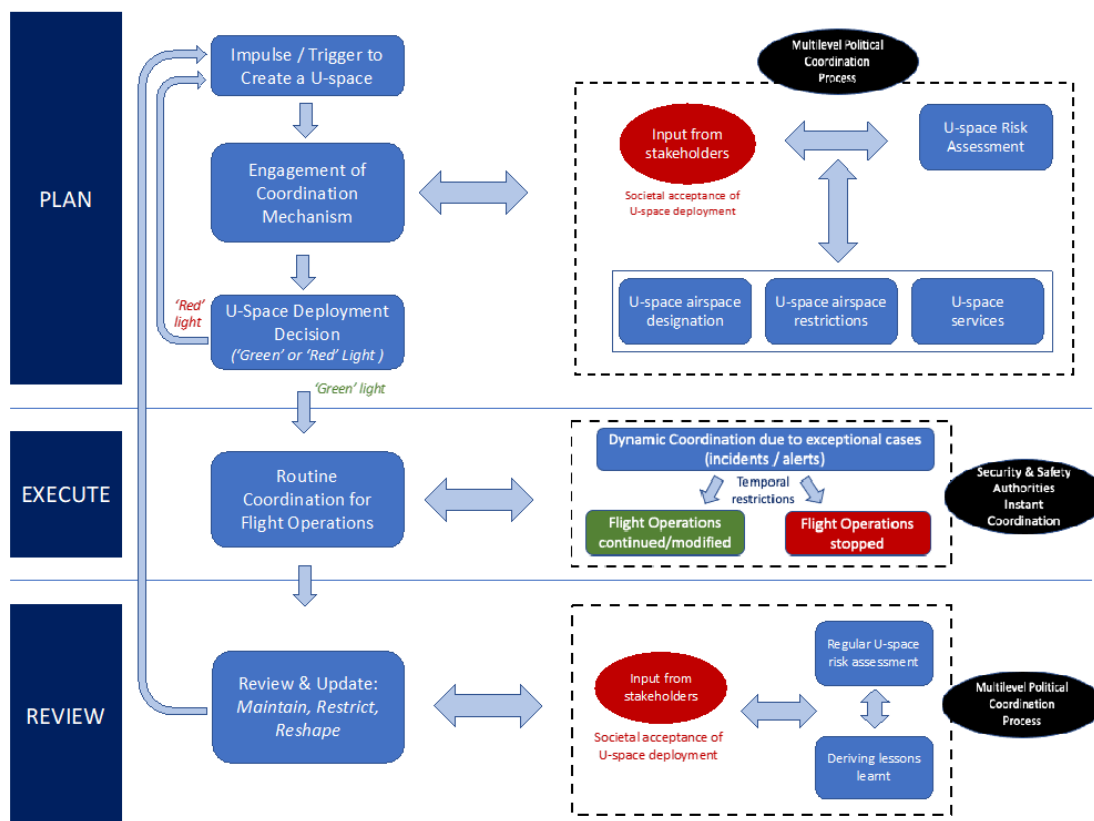 PLAN
Impulse / Trigger to
Create a U-space
Engagement of
Coordination
Mechanism
'Red'
light
U-Space Deployment
Decision
('Green' or 'Red' Light )
'Green' light
Multilevel Political
Coordination
Process
Input from
stakeholders
Societal acceptance of
U-space deployment
U-space Risk
Assessment
U-space airspace
designation
U-space airspace
restrictions
U-space
services
EXECUTE
Routine
Coordination for
Flight Operations
Dynamic Coordination due to exceptional cases
(incidents / alerts)
Temporal
restrictions
Flight Operations
continued/modified
Flight Operations
stopped
Security & Safety
Authorities
Instant
Coordination
REVIEW
Review & Update:
Maintain, Restrict,
Reshape
Input from
stakeholders
Societal acceptance of
U-space deployment
Regular U-space
risk assessment
Deriving lessons
learnt
Multilevel Political
Coordination
Process